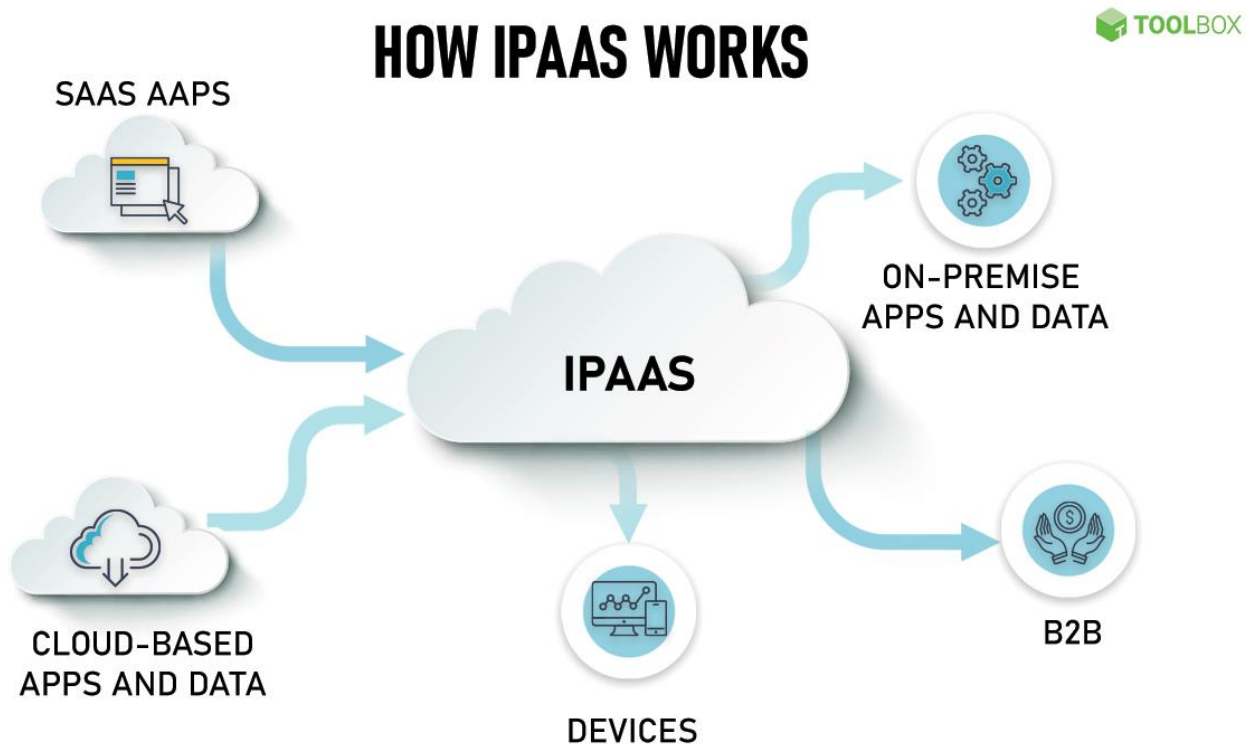 HOW IPAAS WORKS
TOOLBOX
SAAS AAPS
ON-PREMISE
APPS AND DATA
IPAAS
CLOUD-BASED
APPS AND DATA
B2B
DEVICES